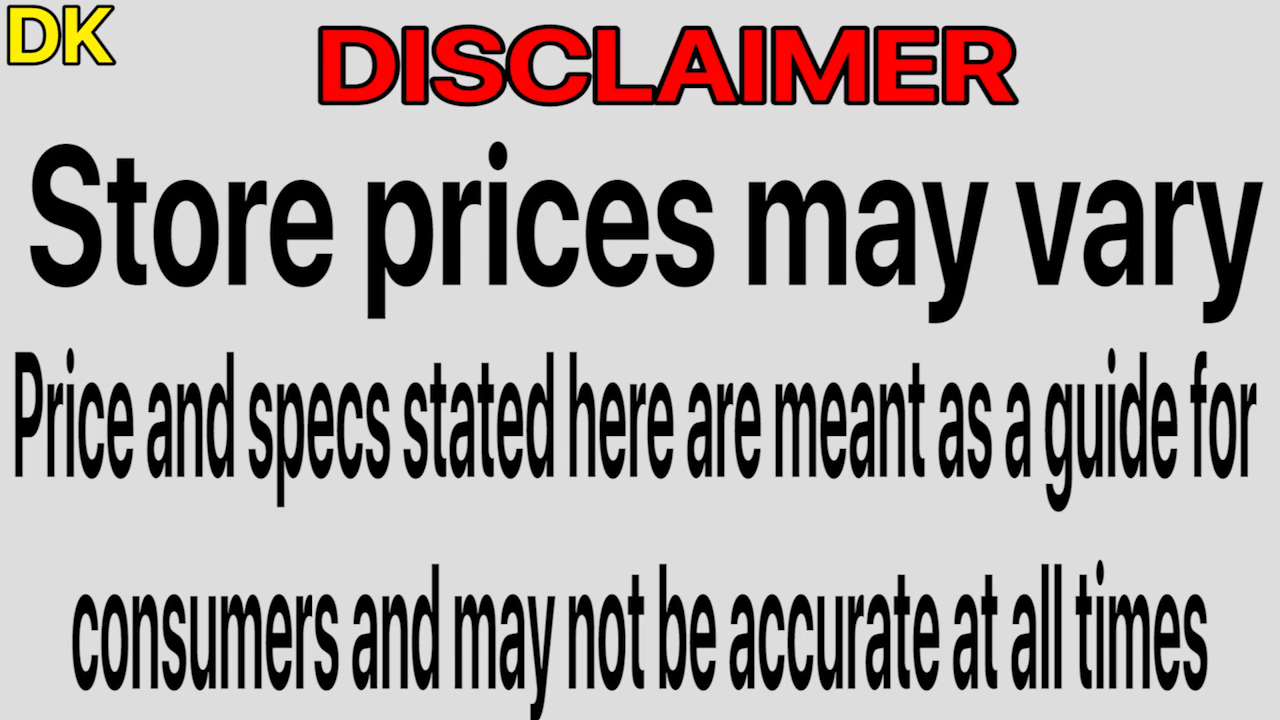 DK
DISCLAIMER
Store prices may vary
Price and specs stated here are meant as a guide for
consumers and may not be accurate at all times